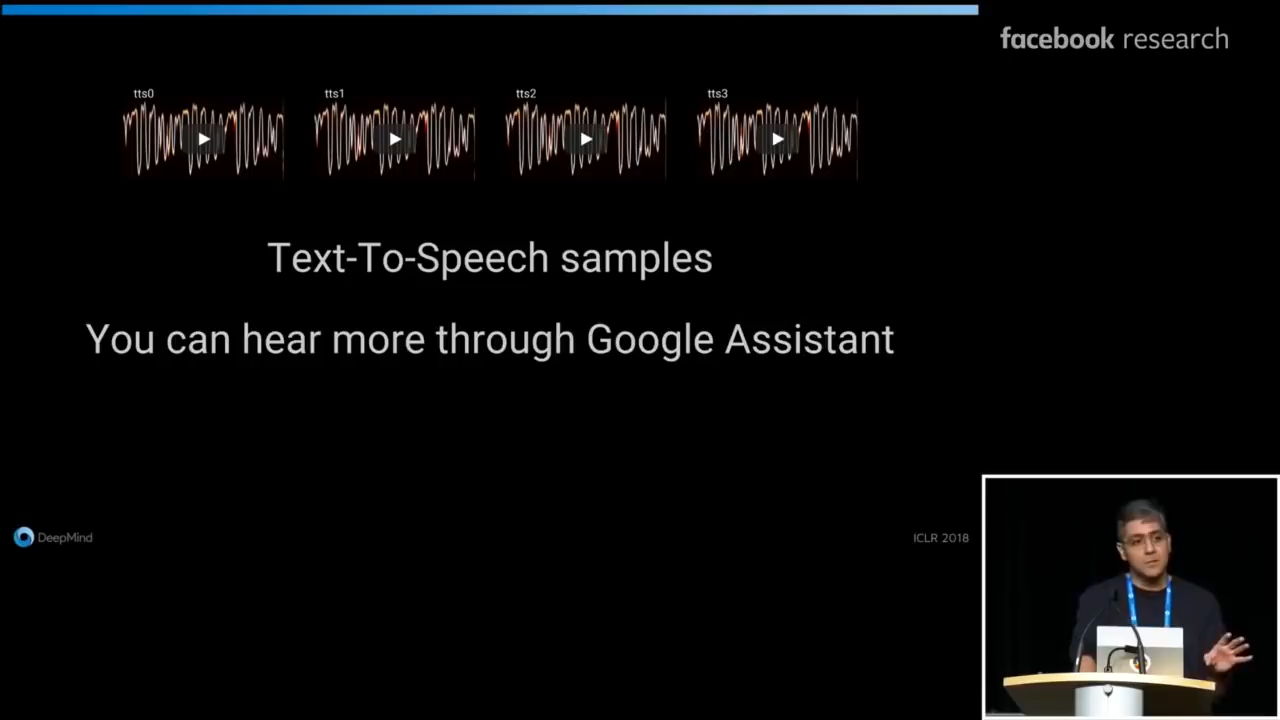 facebook research
tts0 tts1 tts2 tts3
Text-To-Speech samples
You can hear more through Google Assistant
DeepMind
ICLR 2018